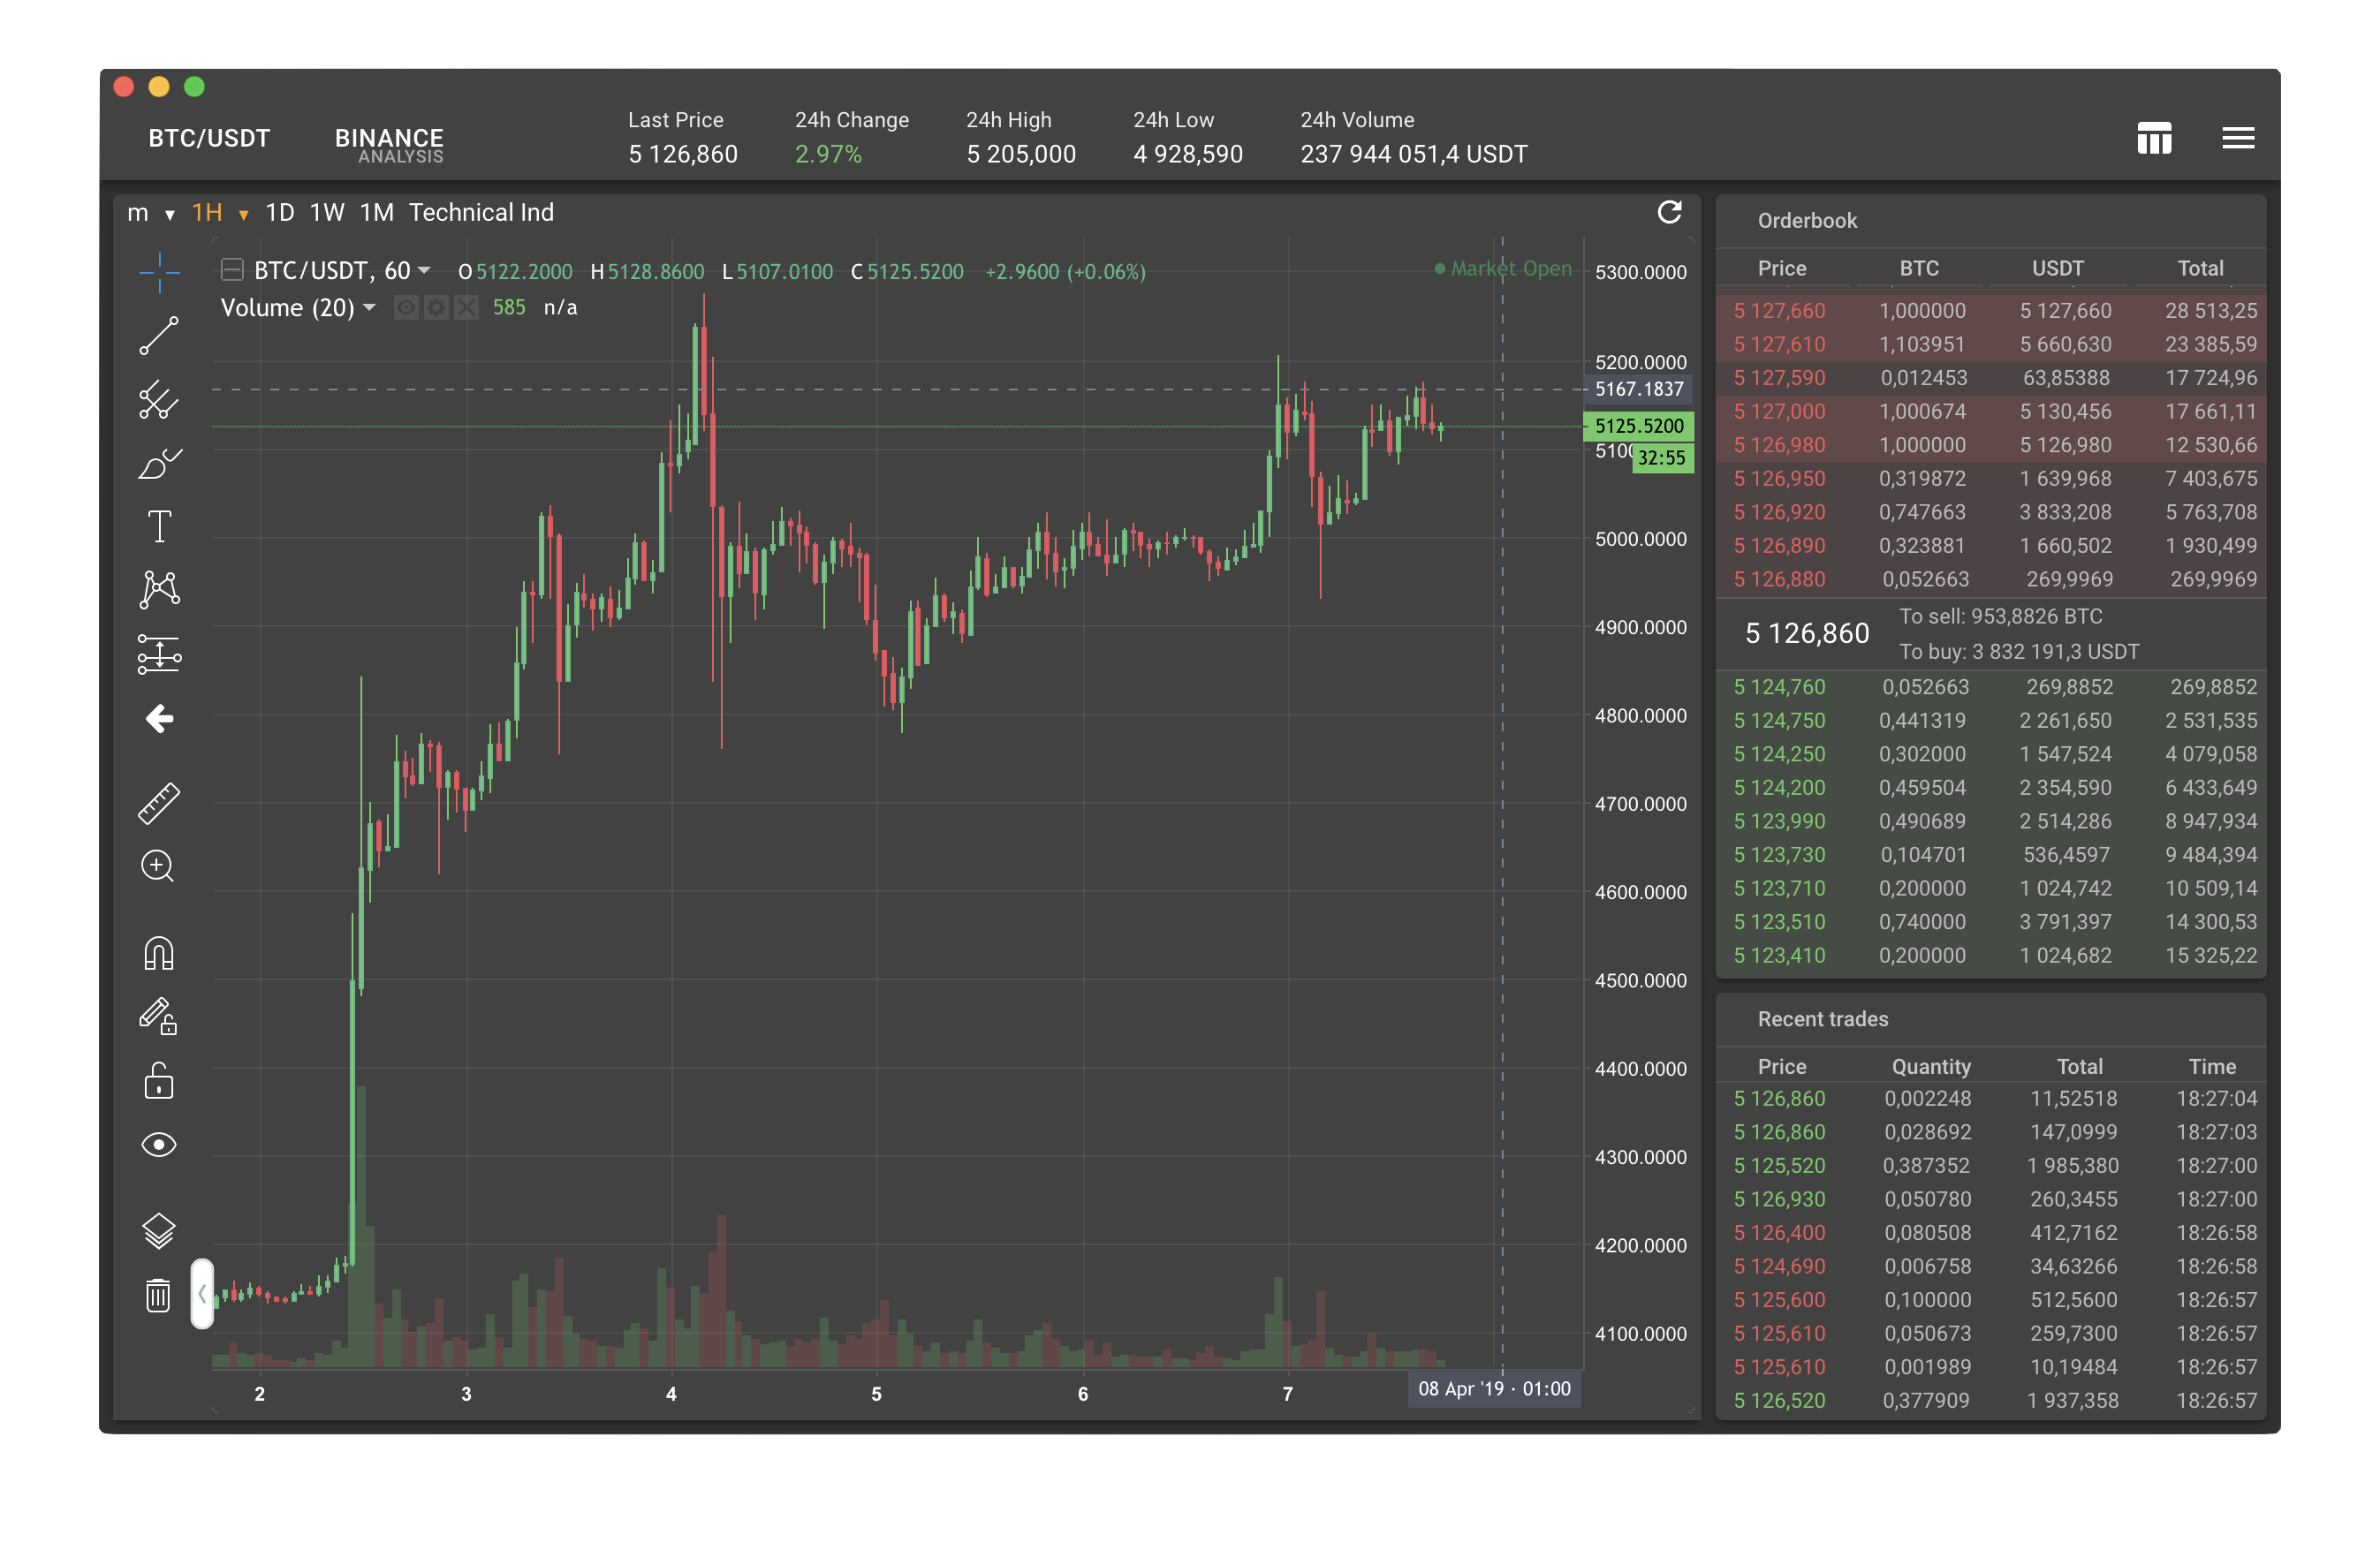 BTC/USDT
BINANCE
ANALYSIS
Last Price 24h Change 24h High 24h Low 24h Volume
5 126,860 2.97% 5 205,000 4 928,590 237 944 051,4 USDT
m ▾ 1H ▾ 1D 1W 1M Technical Ind
BTC/USDT, 60 O5122.2000 H5128.8600 L5107.0100 C5125.5200 +2.9600 (+0.06%)
Volume (20) 585 n/a
Market Open
5300.0000
5200.0000
5167.1837
5125.5200
5100
32:55
5000.0000
4900.0000
4800.0000
4700.0000
4600.0000
4500.0000
4400.0000
4300.0000
4200.0000
4100.0000
2 3 4 5 6 7 08 Apr '19 · 01:00
Orderbook
Price BTC USDT Total
5 127,660 1,000000 5 127,660 28 513,25
5 127,610 1,103951 5 660,630 23 385,59
5 127,590 0,012453 63,85388 17 724,96
5 127,000 1,000674 5 130,456 17 661,11
5 126,980 1,000000 5 126,980 12 530,66
5 126,950 0,319872 1 639,968 7 403,675
5 126,920 0,747663 3 833,208 5 763,708
5 126,890 0,323881 1 660,502 1 930,499
5 126,880 0,052663 269,9969 269,9969
5 126,860
To sell: 953,8826 BTC
To buy: 3 832 191,3 USDT
5 124,760 0,052663 269,8852 269,8852
5 124,750 0,441319 2 261,650 2 531,535
5 124,250 0,302000 1 547,524 4 079,058
5 124,200 0,459504 2 354,590 6 433,649
5 123,990 0,490689 2 514,286 8 947,934
5 123,730 0,104701 536,4597 9 484,394
5 123,710 0,200000 1 024,742 10 509,14
5 123,510 0,740000 3 791,397 14 300,53
5 123,410 0,200000 1 024,682 15 325,22
Recent trades
Price Quantity Total Time
5 126,860 0,002248 11,52518 18:27:04
5 126,860 0,028692 147,0999 18:27:03
5 125,520 0,387352 1 985,380 18:27:00
5 126,930 0,050780 260,3455 18:27:00
5 126,400 0,080508 412,7162 18:26:58
5 124,690 0,006758 34,63266 18:26:58
5 125,600 0,100000 512,5600 18:26:57
5 125,610 0,050673 259,7300 18:26:57
5 125,610 0,001989 10,19484 18:26:57
5 126,520 0,377909 1 937,358 18:26:57